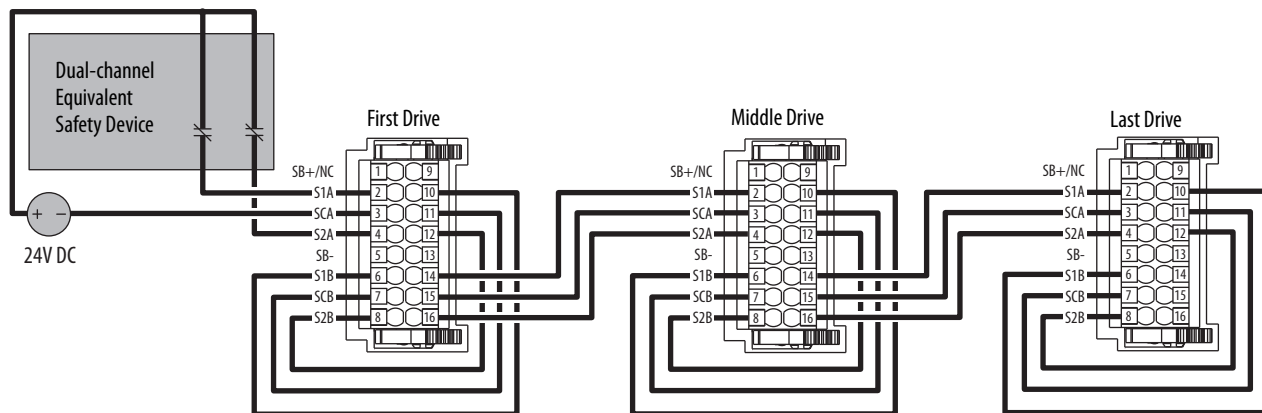 Dual-channel
Equivalent
Safety Device
+ −
24V DC
First Drive
SB+/NC 1 9
S1A 2 10
SCA 3 11
S2A 4 12
SB- 5 13
S1B 6 14
SCB 7 15
S2B 8 16
Middle Drive
SB+/NC 1 9
S1A 2 10
SCA 3 11
S2A 4 12
SB- 5 13
S1B 6 14
SCB 7 15
S2B 8 16
Last Drive
SB+/NC 1 9
S1A 2 10
SCA 3 11
S2A 4 12
SB- 5 13
S1B 6 14
SCB 7 15
S2B 8 16